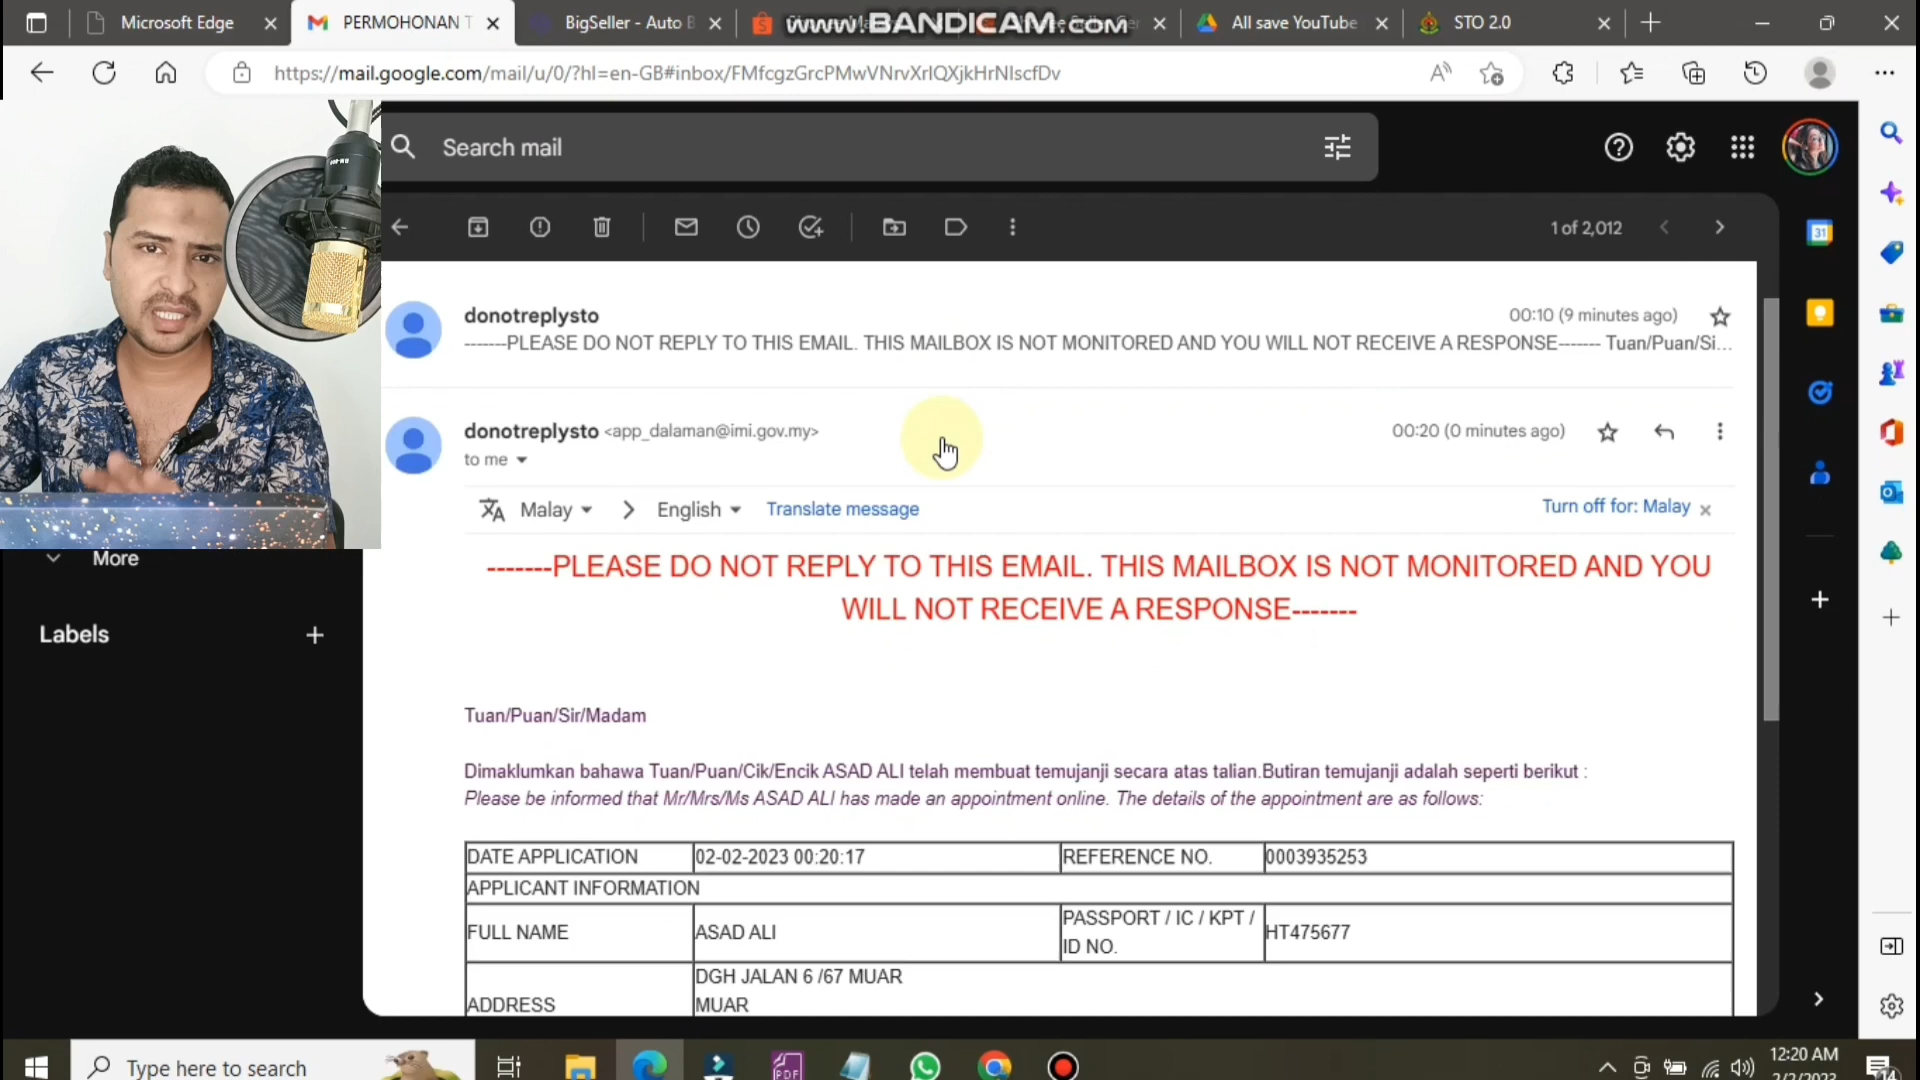 Microsoft Edge
PERMOHONAN T
BigSeller - Auto B
www.BANDICAM.com
All save YouTube
STO 2.0
https://mail.google.com/mail/u/0/?hl=en-GB#inbox/FMfcgzGrcPMwVNrvXrlQXjkHrNlscfDv
Search mail
1 of 2,012
31
donotreplysto
00:10 (9 minutes ago)
-------PLEASE DO NOT REPLY TO THIS EMAIL. THIS MAILBOX IS NOT MONITORED AND YOU WILL NOT RECEIVE A RESPONSE------- Tuan/Puan/Si...
donotreplysto <app_dalaman@imi.gov.my>
00:20 (0 minutes ago)
to me
Malay > English Translate message
Turn off for: Malay
-------PLEASE DO NOT REPLY TO THIS EMAIL. THIS MAILBOX IS NOT MONITORED AND YOU
WILL NOT RECEIVE A RESPONSE-------
More
Labels
Tuan/Puan/Sir/Madam
Dimaklumkan bahawa Tuan/Puan/Cik/Encik ASAD ALI telah membuat temujanji secara atas talian.Butiran temujanji adalah seperti berikut :
Please be informed that Mr/Mrs/Ms ASAD ALI has made an appointment online. The details of the appointment are as follows:
DATE APPLICATION 02-02-2023 00:20:17 REFERENCE NO. 0003935253
APPLICANT INFORMATION
FULL NAME ASAD ALI PASSPORT / IC / KPT / ID NO. HT475677
ADDRESS DGH JALAN 6 /67 MUAR
MUAR
Type here to search
PDF
12:20 AM
2/2/2023
14